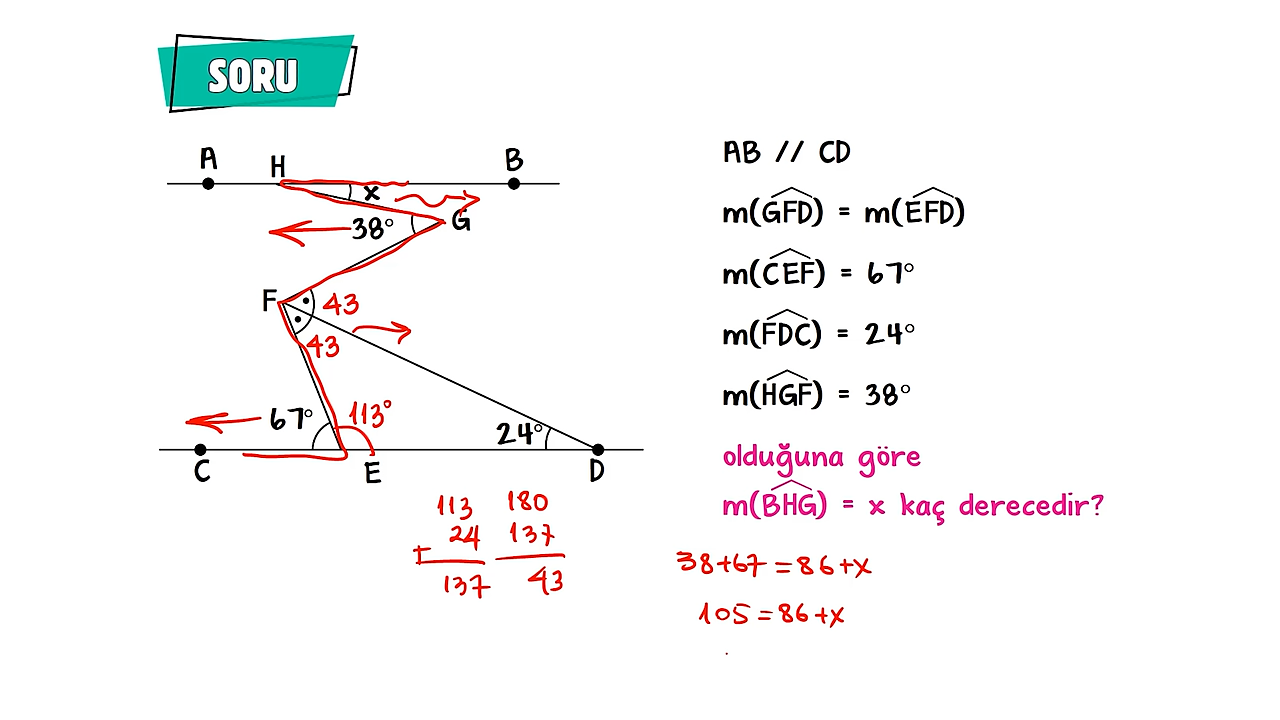 SORU
A
H
B
x
38°
G
F
43
43
67°
113°
24°
C
E
D
AB // CD
m(GFD) = m(EFD)
m(CEF) = 67°
m(FDC) = 24°
m(HGF) = 38°
olduğuna göre
m(BHG) = x kaç derecedir?
113
+ 24
137
180
137
43
38+67=86+x
105=86+x